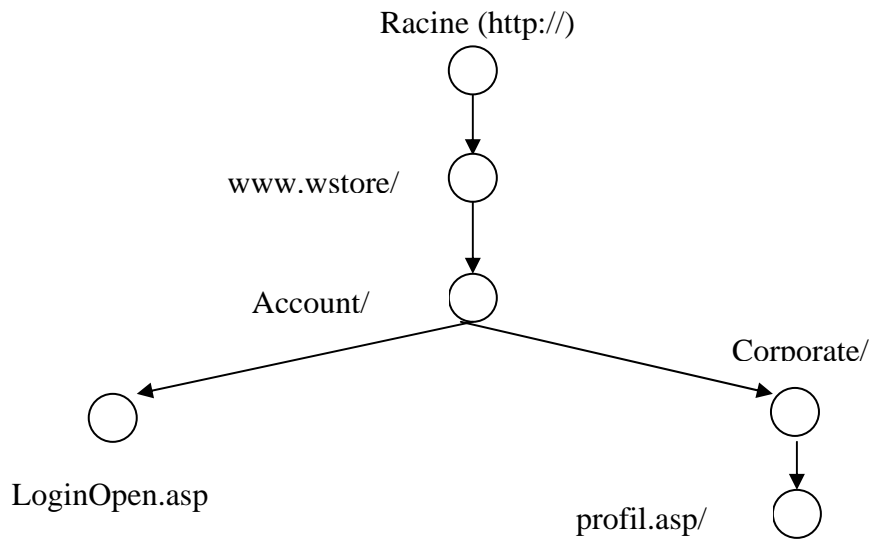 Racine (http://)
www.wstore/
Account/
Corporate/
LoginOpen.asp
profil.asp/